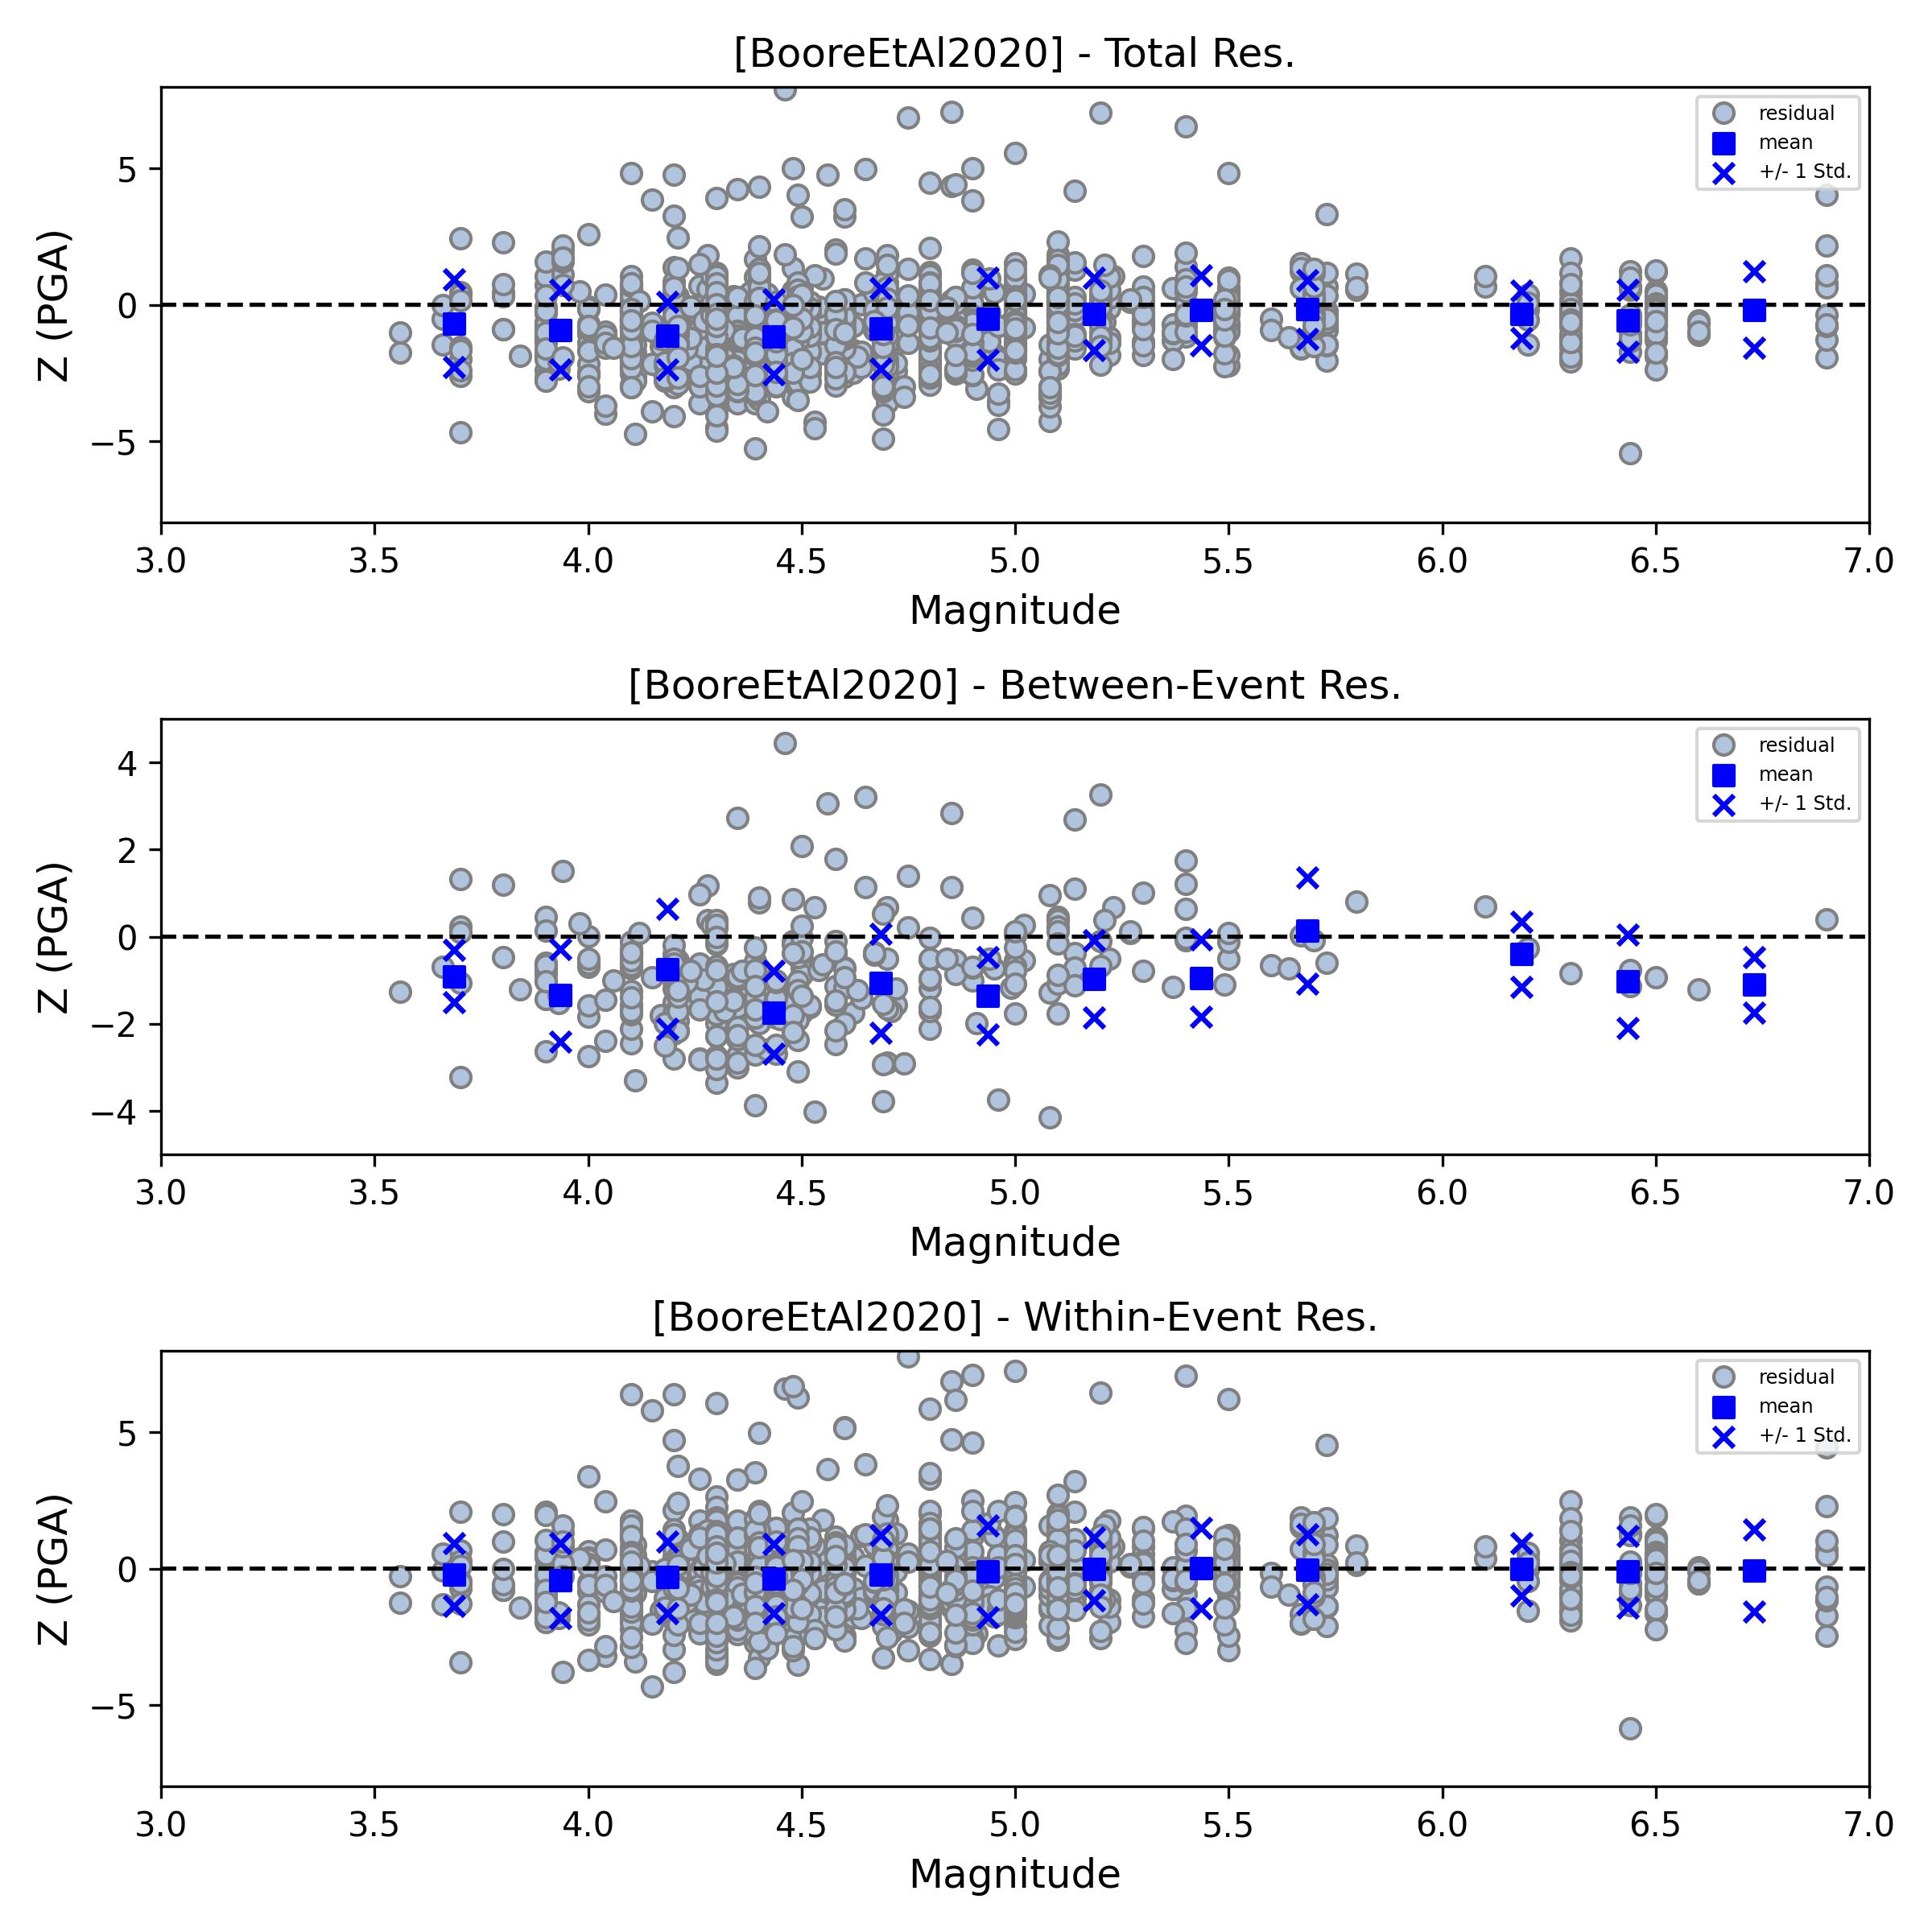 [BooreEtAl2020] - Total Res.
residual
mean
+/- 1 Std.
Z (PGA)
5
0
−5
3.0 3.5 4.0 4.5 5.0 5.5 6.0 6.5 7.0
Magnitude
[BooreEtAl2020] - Between-Event Res.
residual
mean
+/- 1 Std.
Z (PGA)
4
2
0
−2
−4
3.0 3.5 4.0 4.5 5.0 5.5 6.0 6.5 7.0
Magnitude
[BooreEtAl2020] - Within-Event Res.
residual
mean
+/- 1 Std.
Z (PGA)
5
0
−5
3.0 3.5 4.0 4.5 5.0 5.5 6.0 6.5 7.0
Magnitude